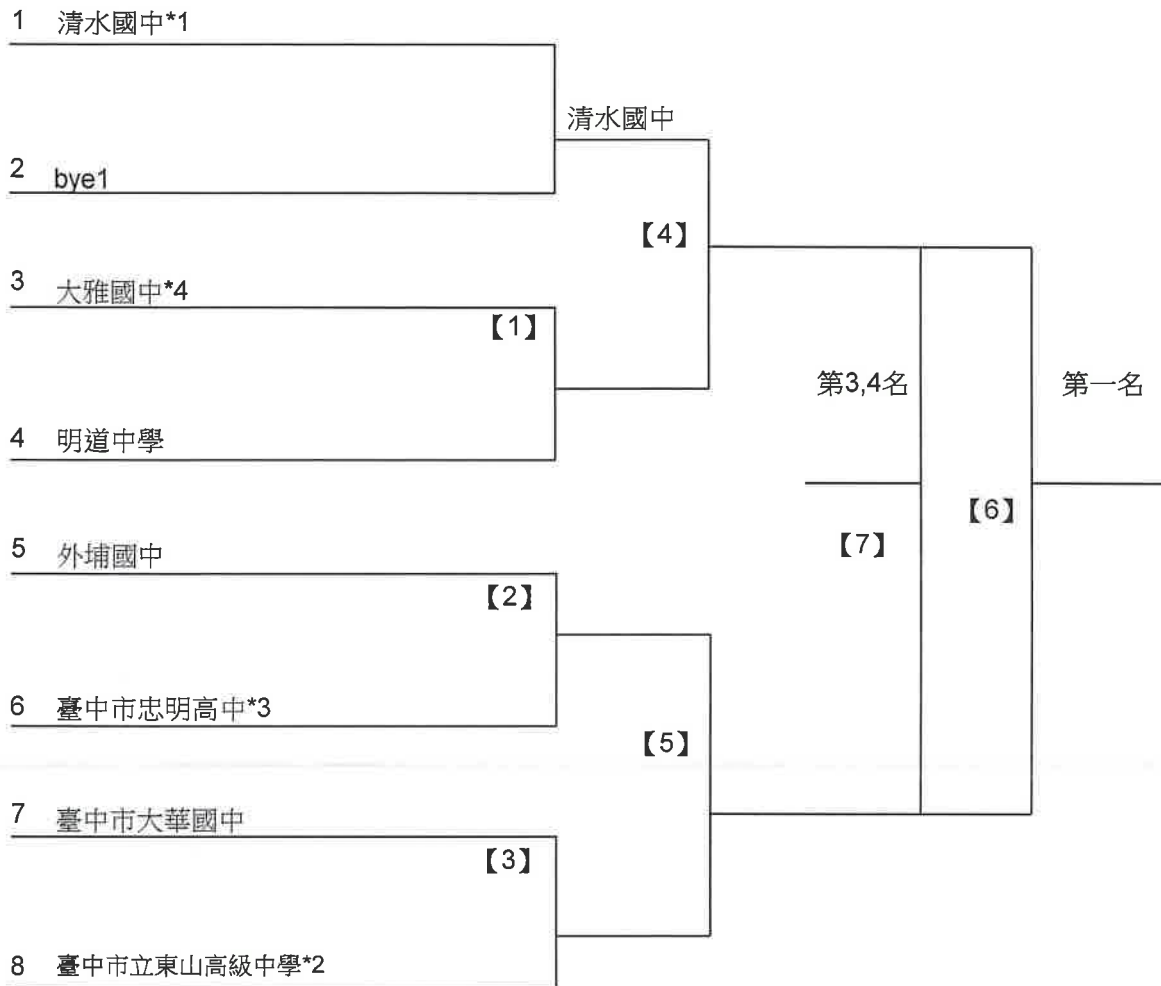 1 清水國中*1
清水國中
2 bye1
【4】
3 大雅國中*4
【1】
第3,4名
第一名
4 明道中學
【6】
5 外埔國中
【7】
【2】
6 臺中市忠明高中*3
【5】
7 臺中市大華國中
【3】
8 臺中市立東山高級中學*2